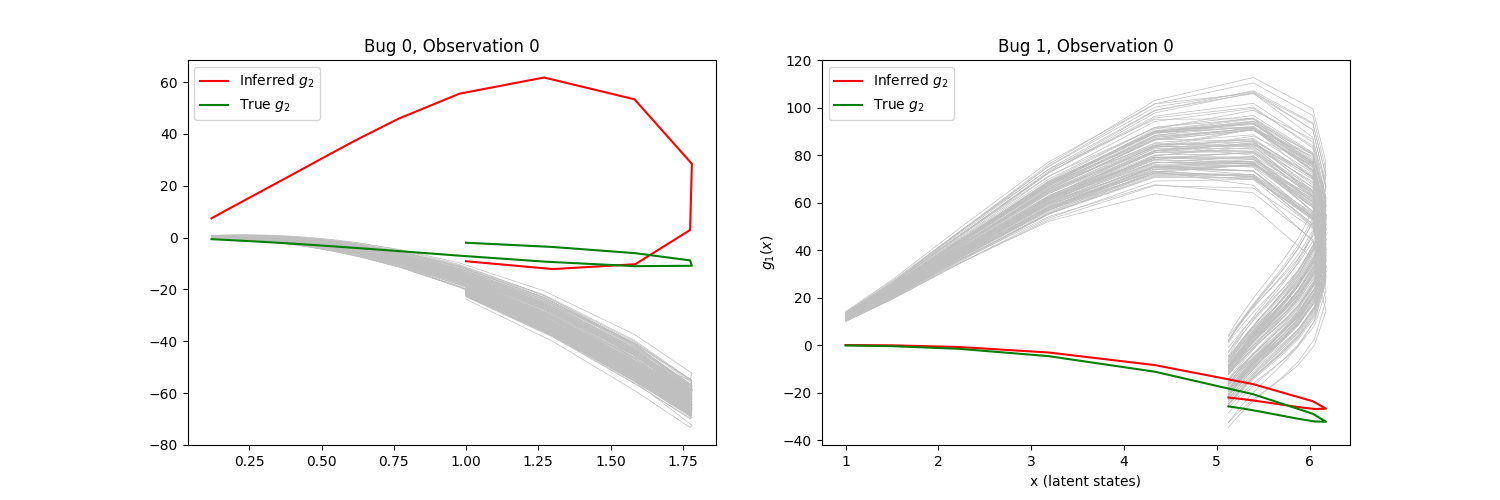 Bug 0, Observation 0
Inferred g₂
True g₂
60
40
20
0
−20
−40
−60
−80
0.25 0.50 0.75 1.00 1.25 1.50 1.75
Bug 1, Observation 0
Inferred g₂
True g₂
120
100
80
60
40
20
0
−20
−40
g₁(x)
1 2 3 4 5 6
x (latent states)